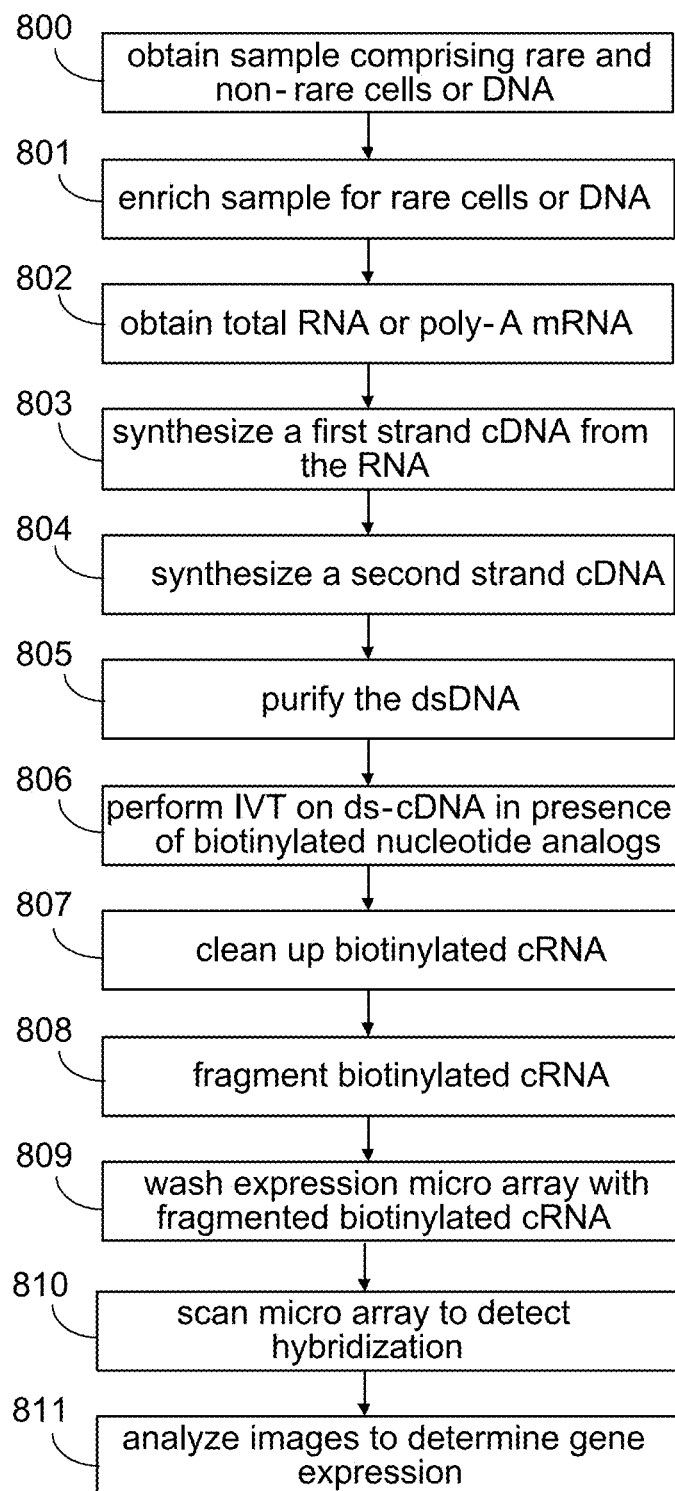 800
obtain sample comprising rare and
non-rare cells or DNA
801
enrich sample for rare cells or DNA
802
obtain total RNA or poly-A mRNA
803
synthesize a first strand cDNA from
the RNA
804
synthesize a second strand cDNA
805
purify the dsDNA
806
perform IVT on ds-cDNA in presence
of biotinylated nucleotide analogs
807
clean up biotinylated cRNA
808
fragment biotinylated cRNA
809
wash expression micro array with
fragmented biotinylated cRNA
810
scan micro array to detect
hybridization
811
analyze images to determine gene
expression